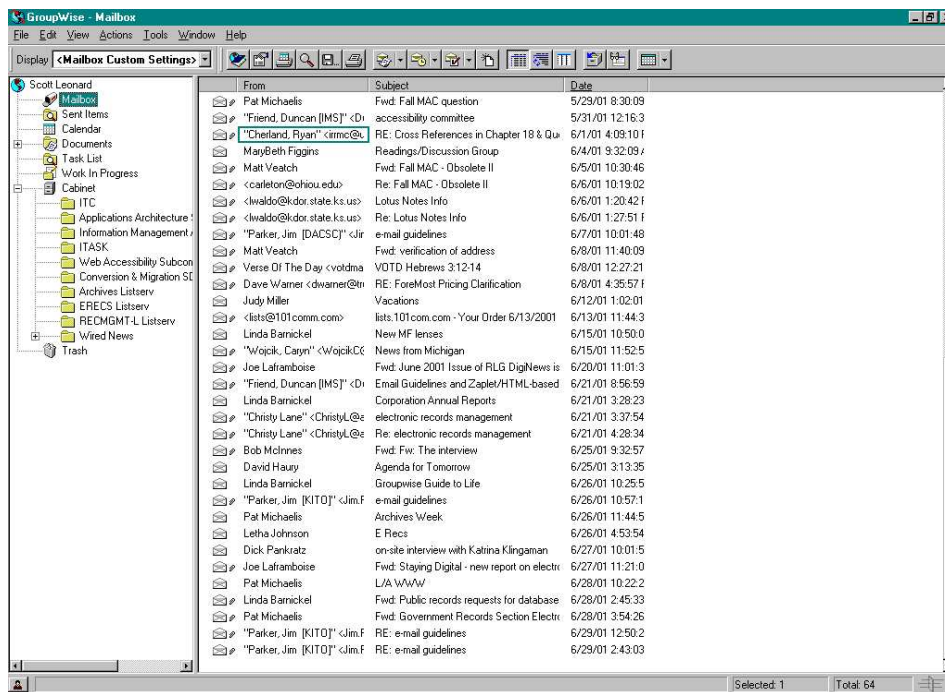 GroupWise - Mailbox
File Edit View Actions Tools Window Help
Display <Mailbox Custom Settings>
Scott Leonard
Mailbox
Sent Items
Calendar
Documents
Task List
Work In Progress
Cabinet
ITC
Applications Architecture
Information Management
ITASK
Web Accessibility Subcon
Conversion & Migration SD
Archives Listserv
ERECS Listserv
RECMGMT-L Listserv
Wired News
Trash
From Subject Date
Pat Michaelis Fwd: Fall MAC question 5/29/01 8:30:09
"Friend, Duncan [IMS]" <Du accessibility committee 5/31/01 12:16:3
"Cherland, Ryan" <irmc@u RE: Cross References in Chapter 18 & Que 6/1/01 4:09:10
MaryBeth Figgins Readings/Discussion Group 6/4/01 9:32:09
Matt Veatch Fwd: Fall MAC - Obsolete II 6/5/01 10:30:46
<carleton@ohiou.edu> Re: Fall MAC - Obsolete II 6/6/01 10:19:02
<lwaldo@kdor.state.ks.us> Lotus Notes Info 6/6/01 1:20:42
<lwaldo@kdor.state.ks.us> Re: Lotus Notes Info 6/6/01 1:27:51
"Parker, Jim [DACSC]" <Jir e-mail guidelines 6/7/01 10:01:48
Matt Veatch Fwd: verification of address 6/8/01 11:40:09
Verse Of The Day <votdma VOTD Hebrews 3:12-14 6/8/01 12:27:21
Dave Warner <dwarner@tru RE: ForeMost Pricing Clarification 6/8/01 4:35:57
Judy Miller Vacations 6/12/01 1:02:01
<lists@101comm.com> lists.101com.com - Your Order 6/13/2001 6/13/01 11:44:3
Linda Barnickel New MF lenses 6/15/01 10:50:0
"Wojcik, Caryn" <WojcikC@ News from Michigan 6/15/01 11:52:5
Joe Laframboise Fwd: June 2001 Issue of RLG DigiNews is 6/20/01 11:01:3
"Friend, Duncan [IMS]" <Du Email Guidelines and Zaplet/HTML-based 6/21/01 8:56:59
Linda Barnickel Corporation Annual Reports 6/21/01 3:28:23
"Christy Lane" <ChristyL@a electronic records management 6/21/01 3:37:54
"Christy Lane" <ChristyL@a Re: electronic records management 6/21/01 4:28:34
Bob McInnes Fwd: Fw: The interview 6/25/01 9:32:57
David Haury Agenda for Tomorrow 6/25/01 3:13:35
Linda Barnickel Groupwise Guide to Life 6/26/01 10:25:5
"Parker, Jim [KITO]" <Jim.F e-mail guidelines 6/26/01 10:57:1
Pat Michaelis Archives Week 6/26/01 11:44:5
Letha Johnson E Recs 6/26/01 4:53:54
Dick Pankratz on-site interview with Katrina Klingaman 6/27/01 10:01:5
Joe Laframboise Fwd: Staying Digital - new report on electro 6/27/01 11:21:0
Pat Michaelis L/A WWW 6/28/01 10:22:2
Linda Barnickel Fwd: Public records requests for database 6/28/01 2:45:33
Pat Michaelis Fwd: Government Records Section Electro 6/28/01 3:54:26
"Parker, Jim [KITO]" <Jim.F RE: e-mail guidelines 6/29/01 12:50:2
"Parker, Jim [KITO]" <Jim.F RE: e-mail guidelines 6/29/01 2:43:03
Selected: 1 Total: 64